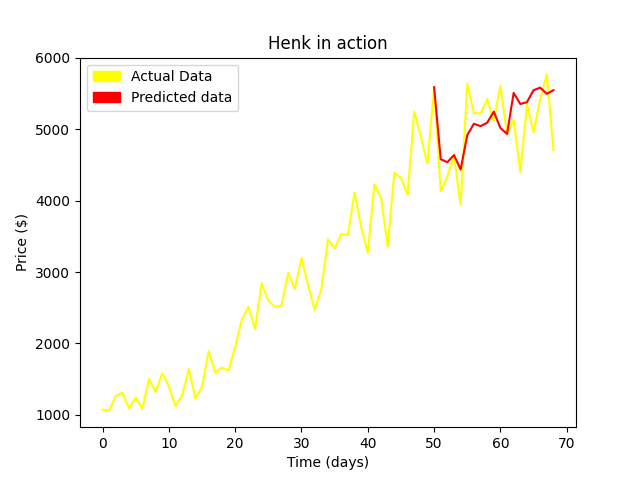 Henk in action
Actual Data
Predicted data
6000
5000
4000
3000
2000
1000
Price ($)
0 10 20 30 40 50 60 70
Time (days)